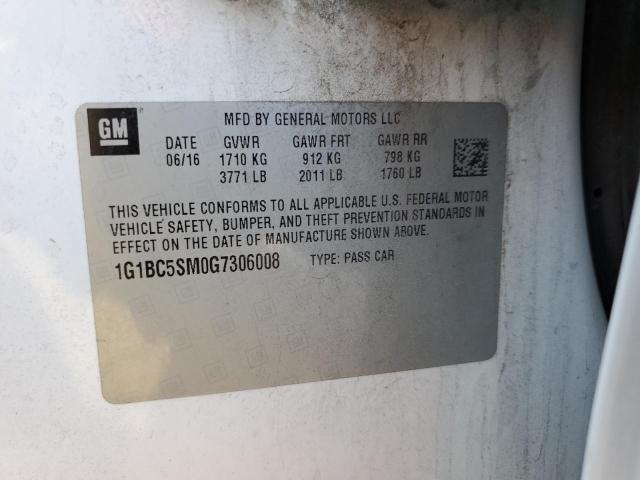 GM
MFD BY GENERAL MOTORS LLC
DATE GVWR GAWR FRT GAWR RR
06/16 1710 KG 912 KG 798 KG
3771 LB 2011 LB 1760 LB
THIS VEHICLE CONFORMS TO ALL APPLICABLE U.S. FEDERAL MOTOR
VEHICLE SAFETY, BUMPER, AND THEFT PREVENTION STANDARDS IN
EFFECT ON THE DATE OF MANUFACTURE SHOWN ABOVE.
1G1BC5SM0G7306008 TYPE: PASS CAR